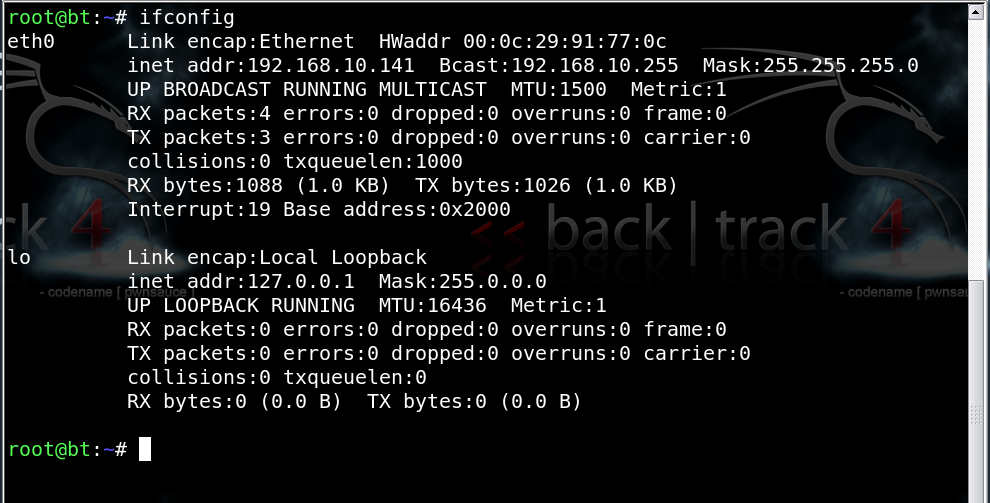 root@bt:~# ifconfig
eth0      Link encap:Ethernet  HWaddr 00:0c:29:91:77:0c
          inet addr:192.168.10.141  Bcast:192.168.10.255  Mask:255.255.255.0
          UP BROADCAST RUNNING MULTICAST  MTU:1500  Metric:1
          RX packets:4 errors:0 dropped:0 overruns:0 frame:0
          TX packets:3 errors:0 dropped:0 overruns:0 carrier:0
          collisions:0 txqueuelen:1000
          RX bytes:1088 (1.0 KB)  TX bytes:1026 (1.0 KB)
          Interrupt:19 Base address:0x2000
ck 4 << back|track 4
lo        Link encap:Local Loopback
          inet addr:127.0.0.1  Mask:255.0.0.0
- codename [ pwnsauce ] - codename [ pwnsauce ]
          UP LOOPBACK RUNNING  MTU:16436  Metric:1
          RX packets:0 errors:0 dropped:0 overruns:0 frame:0
          TX packets:0 errors:0 dropped:0 overruns:0 carrier:0
          collisions:0 txqueuelen:0
          RX bytes:0 (0.0 B)  TX bytes:0 (0.0 B)
root@bt:~#